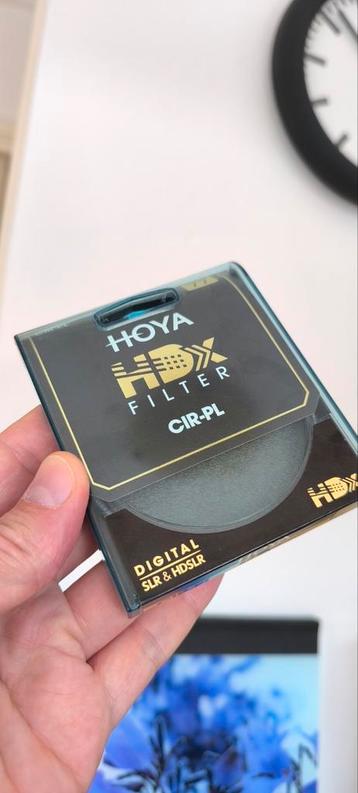 HOYA
HDX
FILTER
CIR-PL
HDX
DIGITAL
SLR & HDSLR